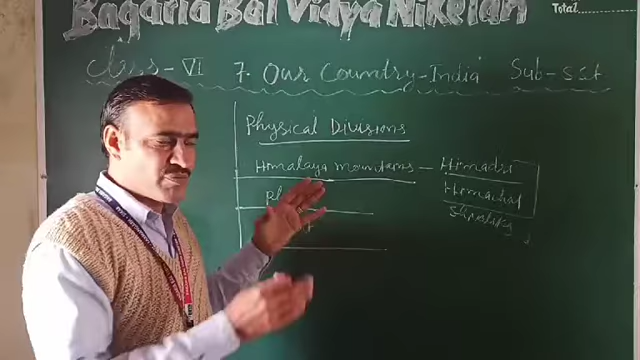 Bagaria Bal Vidya Niketan
Total
Class-VI 7. Our Country-India Sub-SSt
Physical Divisions
Himalaya mountains - Himadri
Himachal
Shivaliks